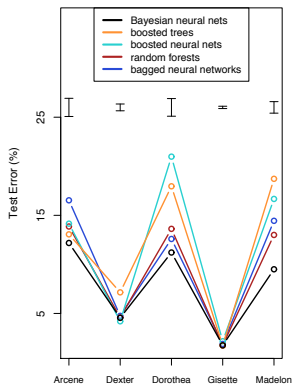 Bayesian neural nets
boosted trees
boosted neural nets
random forests
bagged neural networks
Test Error (%)
25
15
5
Arcene Dexter Dorothea Gisette Madelon